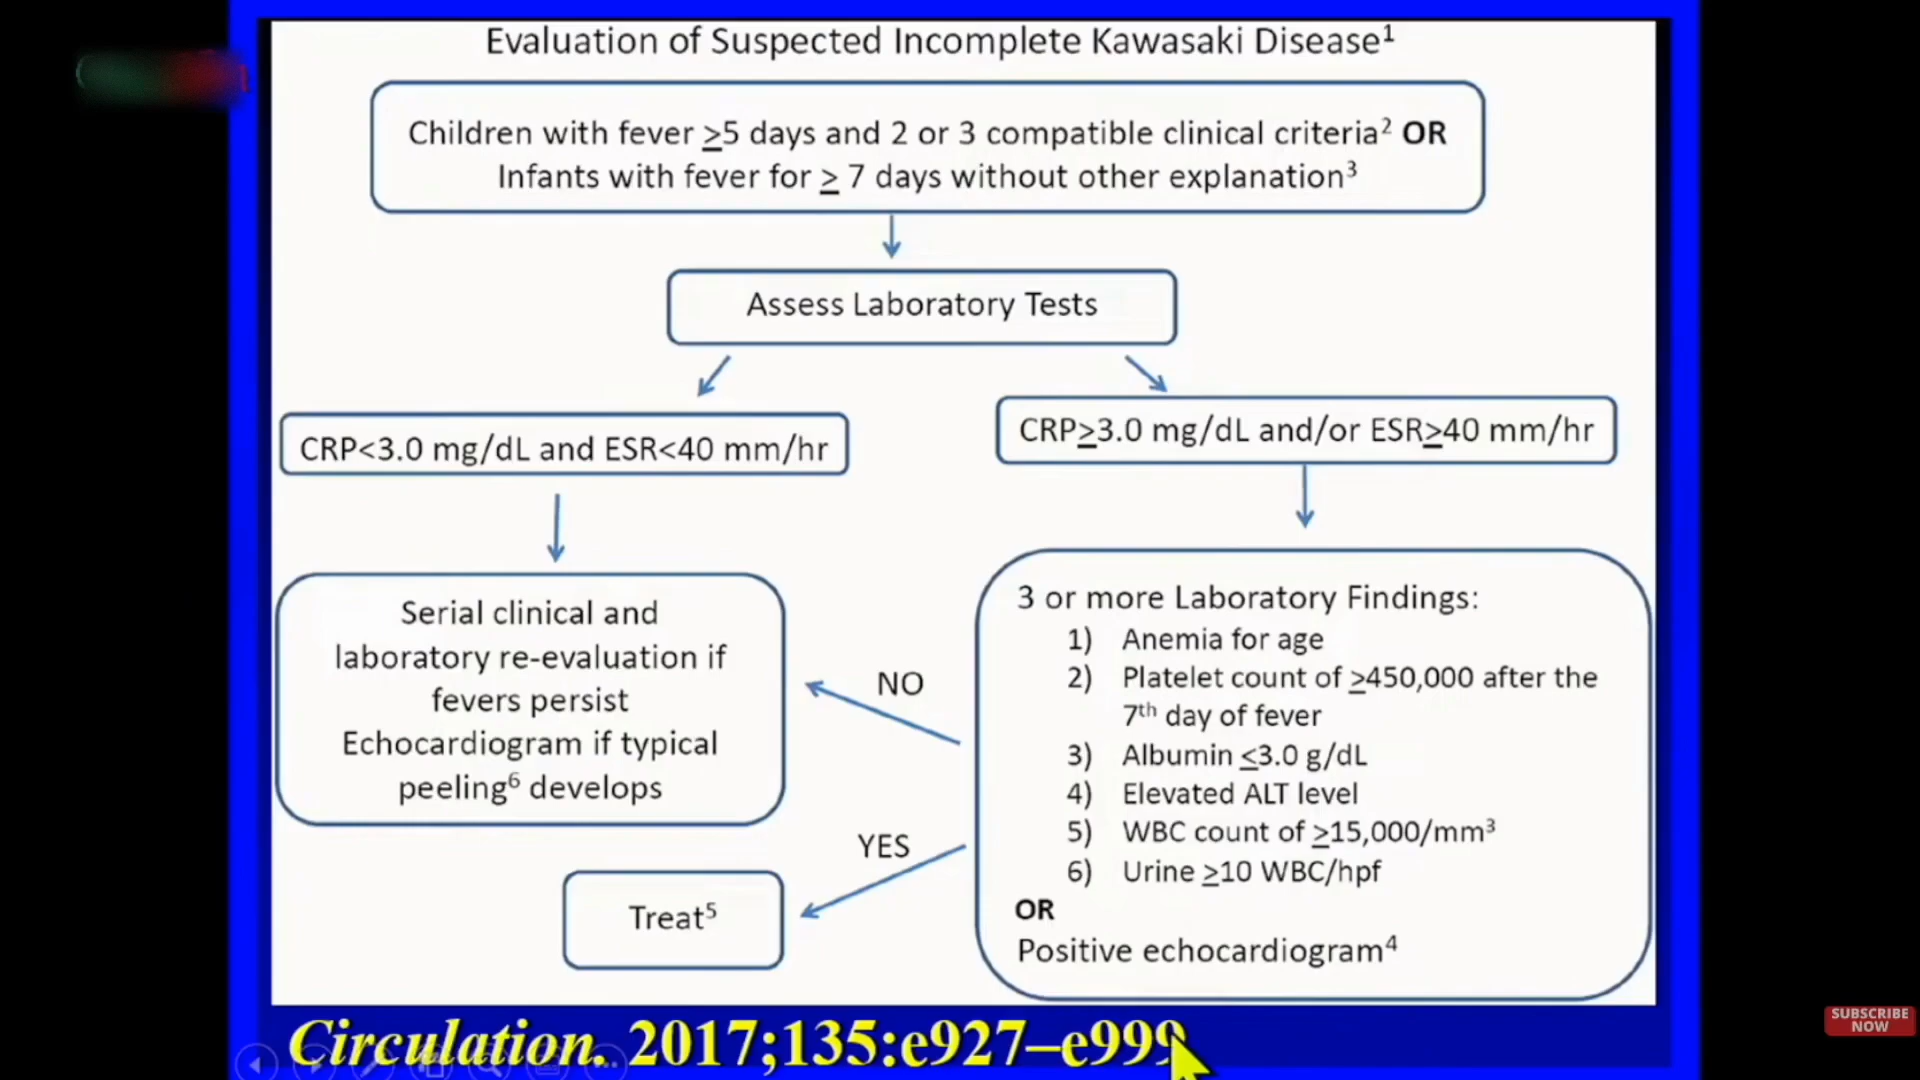 Evaluation of Suspected Incomplete Kawasaki Disease¹
Children with fever ≥5 days and 2 or 3 compatible clinical criteria² OR
Infants with fever for ≥ 7 days without other explanation³
Assess Laboratory Tests
CRP<3.0 mg/dL and ESR<40 mm/hr
CRP≥3.0 mg/dL and/or ESR≥40 mm/hr
Serial clinical and
laboratory re-evaluation if
fevers persist
Echocardiogram if typical
peeling⁶ develops
NO
YES
Treat⁵
3 or more Laboratory Findings:
1) Anemia for age
2) Platelet count of ≥450,000 after the
7th day of fever
3) Albumin ≤3.0 g/dL
4) Elevated ALT level
5) WBC count of ≥15,000/mm³
6) Urine ≥10 WBC/hpf
OR
Positive echocardiogram⁴
Circulation. 2017;135:e927–e999
SUBSCRIBE
NOW